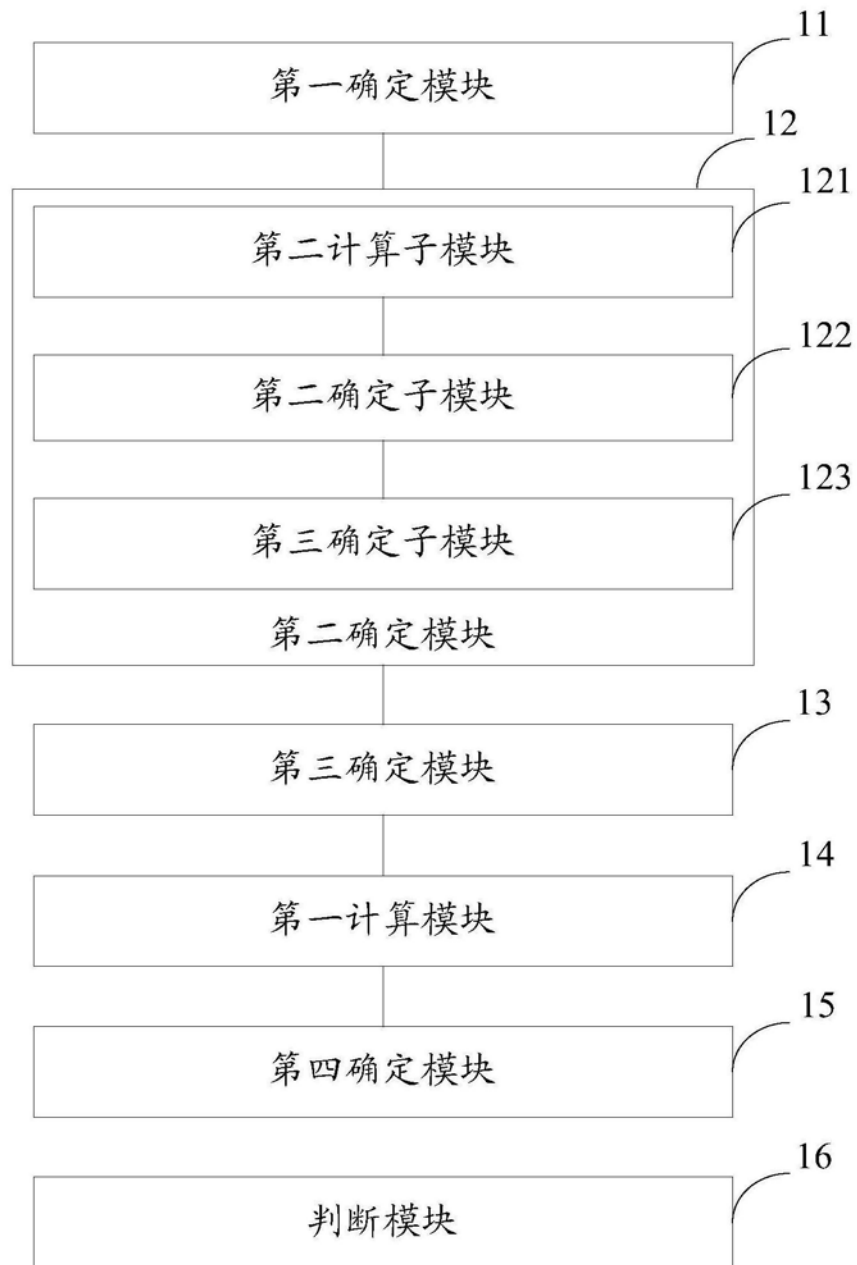 11
第一确定模块
12
121
第二计算子模块
122
第二确定子模块
123
第三确定子模块
第二确定模块
13
第三确定模块
14
第一计算模块
15
第四确定模块
16
判断模块